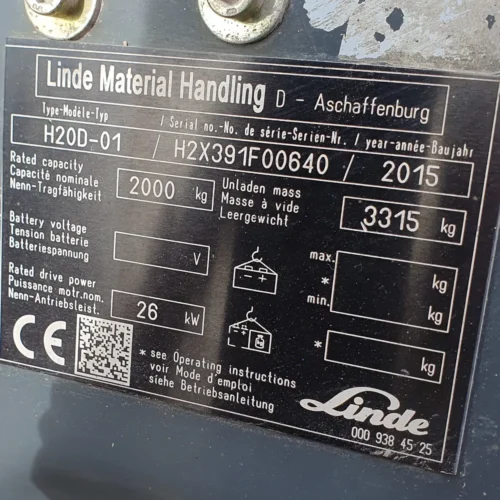 Linde Material Handling D - Aschaffenburg
Type-Modèle-Typ / Serial no.-No. de série-Serien-Nr. / year-année-Baujahr
H20D-01 / H2X391F00640 / 2015
Rated capacity
Capacité nominale
Nenn-Tragfähigkeit
2000 kg
Unladen mass
Masse à vide
Leergewicht
3315 kg
Battery voltage
Tension batterie
Batteriespannung
V
max.
kg
*
min.
kg
Rated drive power
Puissance motr.nom.
Nenn-Antriebsleist.
26 kW
*
kg
CE
* see Operating instructions
voir Mode d'emploi
siehe Betriebsanleitung
Linde
000 938 45 25